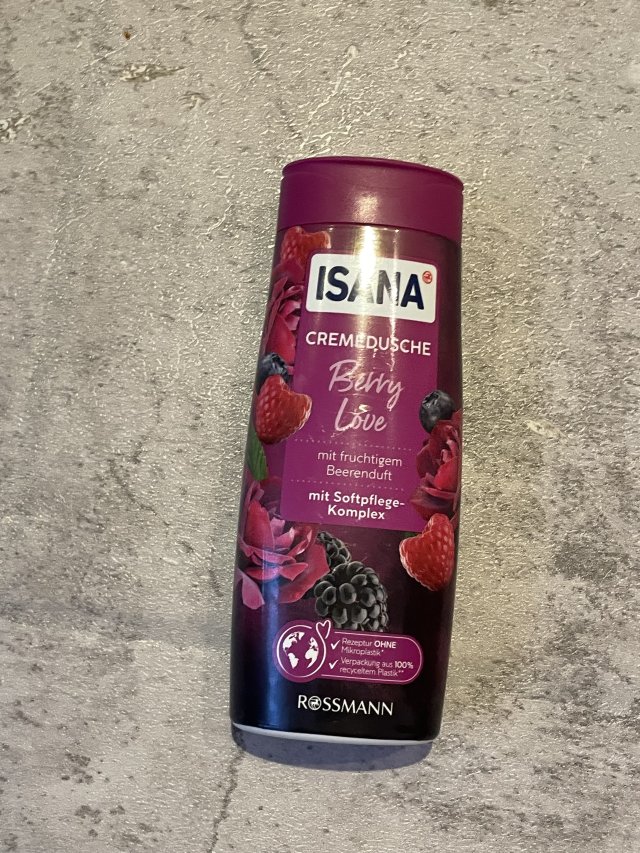 ISANA
CREMEDUSCHE
Berry
Love
mit fruchtigem
Beerenduft
mit Softpflege-
Komplex
Rezeptur OHNE
Mikroplastik*
Verpackung aus 100%
recyceltem Plastik**
ROSSMANN